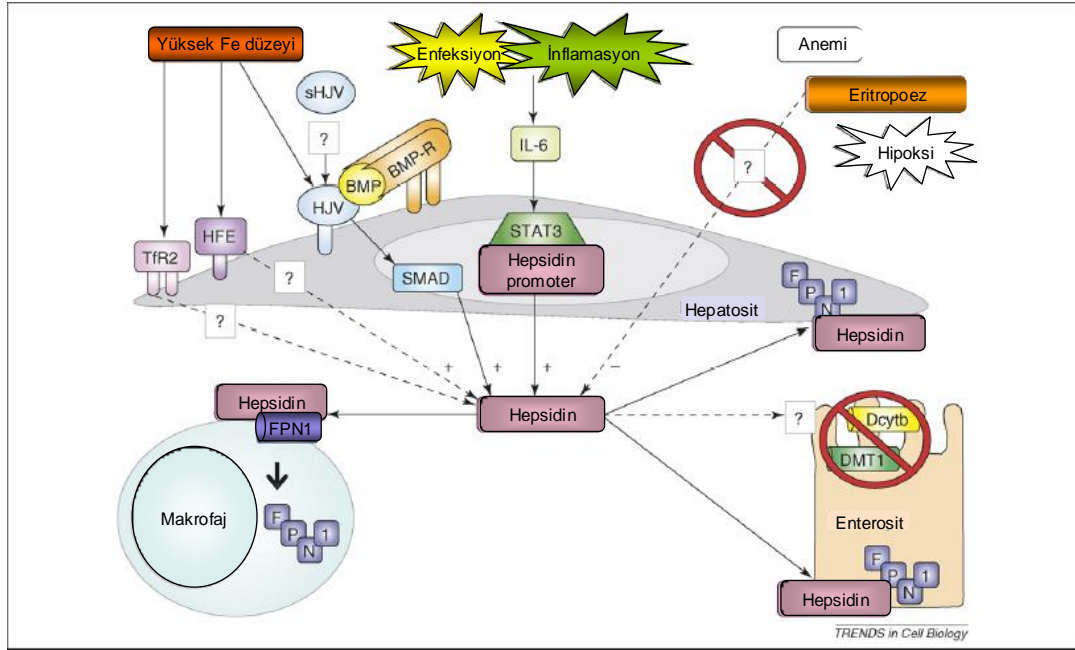 Yüksek Fe düzeyi
Enfeksiyon
İnflamasyon
Anemi
Eritropoez
Hipoksi
sHJV
?
IL-6
?
BMP-R
BMP
HJV
HFE
TfR2
STAT3
Hepsidin
promoter
SMAD
?
?
Hepatosit
F
P
N
1
Hepsidin
+
+
+
–
Hepsidin
FPN1
Hepsidin
?
Dcytb
DMT1
Makrofaj
F
P
N
1
Enterosit
F
P
N
1
Hepsidin
TRENDS in Cell Biology